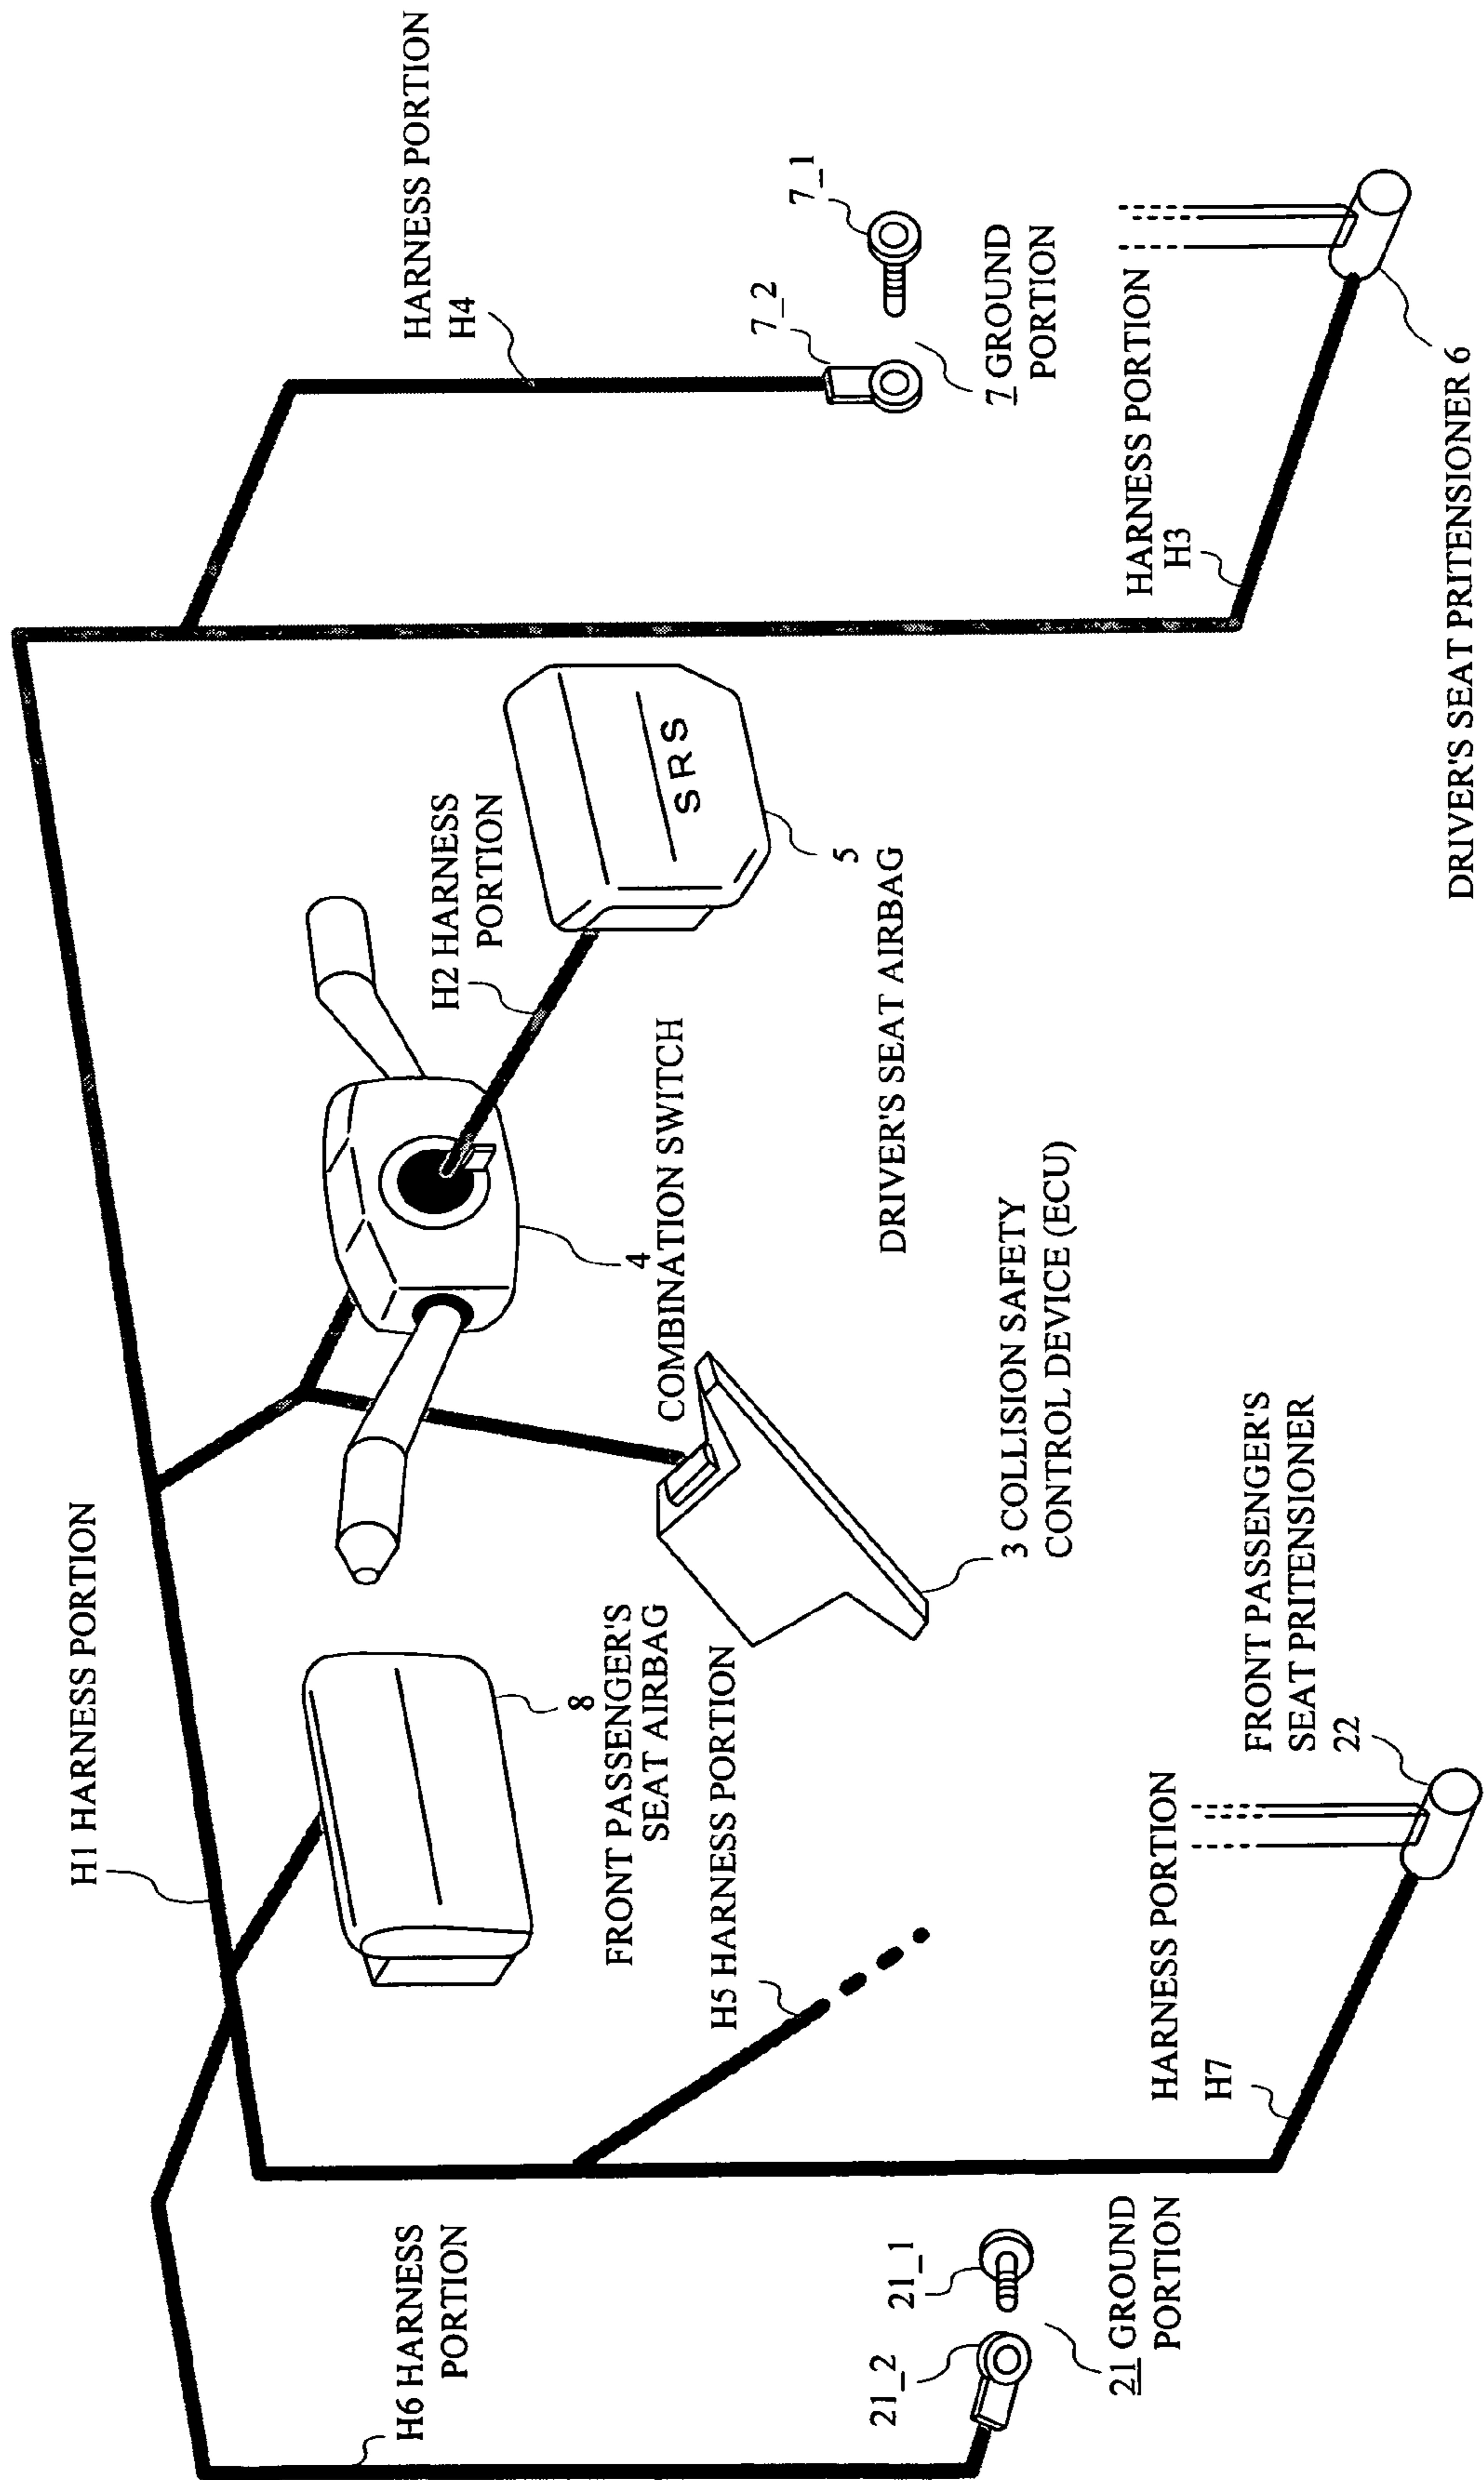 H6 HARNESS
PORTION
H1 HARNESS PORTION
HARNESS PORTION
H4
H2 HARNESS
PORTION
SRS
5
DRIVER'S SEAT AIRBAG
4
COMBINATION SWITCH
8
FRONT PASSENGER'S
SEAT AIRBAG
H5 HARNESS PORTION
3 COLLISION SAFETY
CONTROL DEVICE (ECU)
7_2
7_1
7 GROUND
PORTION
21_2
21_1
21 GROUND
PORTION
HARNESS PORTION
H7
FRONT PASSENGER'S
SEAT PRITENSIONER
22
HARNESS PORTION
H3
DRIVER'S SEAT PRITENSIONER 6